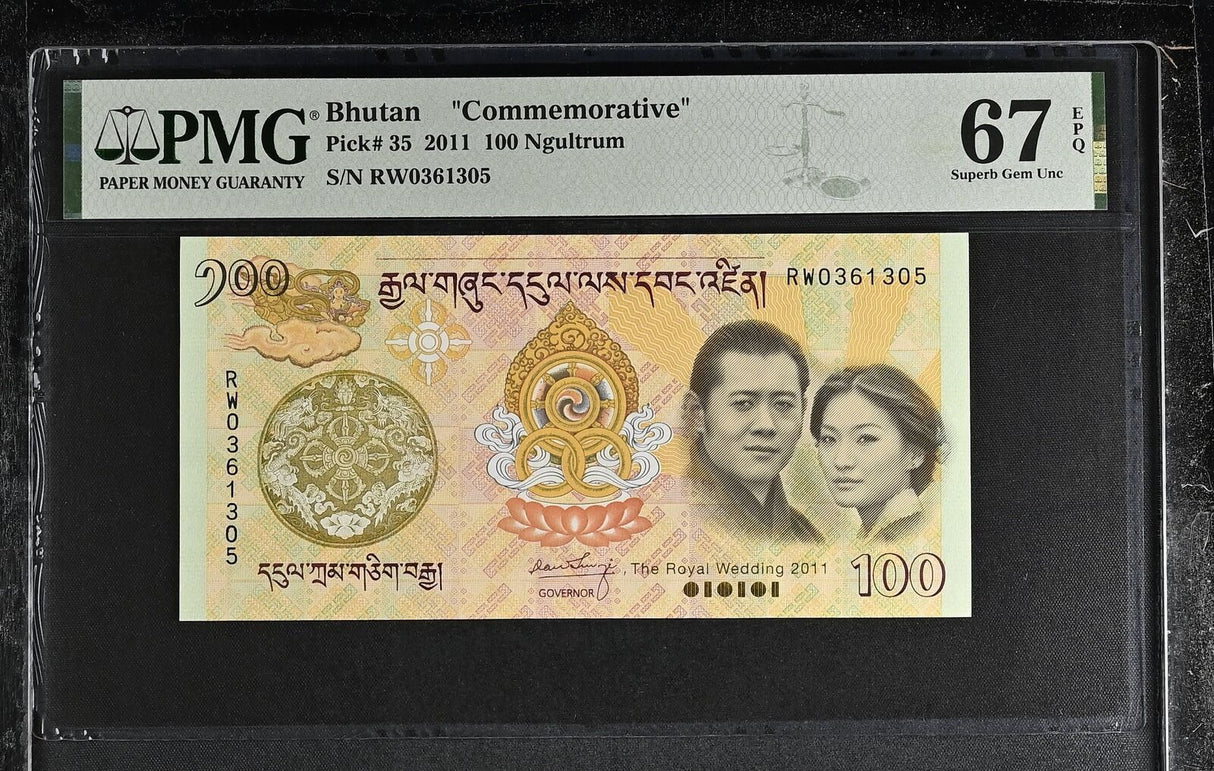 PMG®
PAPER MONEY GUARANTY
Bhutan "Commemorative"
Pick# 35 2011 100 Ngultrum
S/N RW0361305
67
EPQ
Superb Gem Unc
༡༠༠
རྒྱལ་གཞུང་དངུལ་ལས་དབང་འཛིན།
RW0361305
RW0361305
དངུལ་ཀྲམ་གཅིག་བརྒྱ།
GOVERNOR
, The Royal Wedding 2011
100